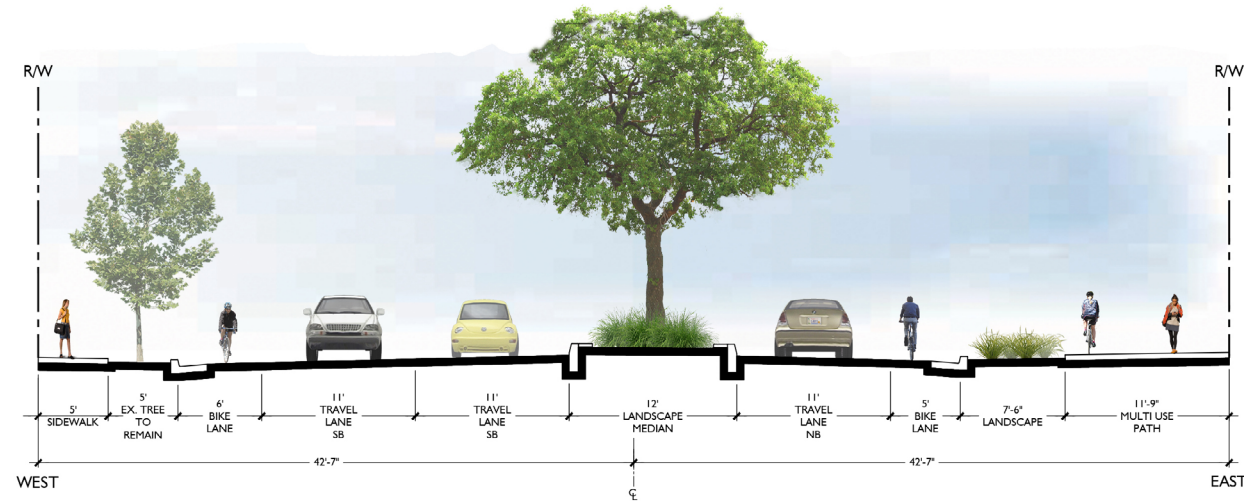 R/W
R/W
5'
SIDEWALK
5'
EX. TREE
TO
REMAIN
6'
BIKE
LANE
11'
TRAVEL
LANE
SB
11'
TRAVEL
LANE
SB
12'
LANDSCAPE
MEDIAN
11'
TRAVEL
LANE
NB
5'
BIKE
LANE
7'-6"
LANDSCAPE
11'-9"
MULTI USE
PATH
42'-7"
42'-7"
WEST
℄
EAST